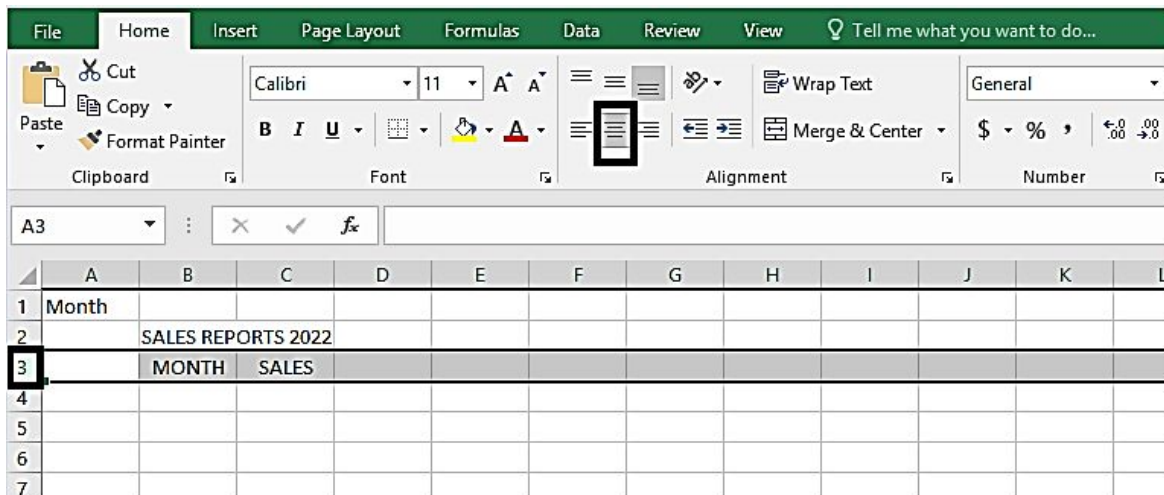 File Home Insert Page Layout Formulas Data Review View Tell me what you want to do...
Cut
Copy
Paste
Format Painter
Clipboard
Calibri 11 A A
B I U A
Font
Wrap Text
Merge & Center
Alignment
General
$ % , .00 .00
Number
A3 fx
A B C D E F G H I J K L
1 Month
2 SALES REPORTS 2022
3 MONTH SALES
4
5
6
7